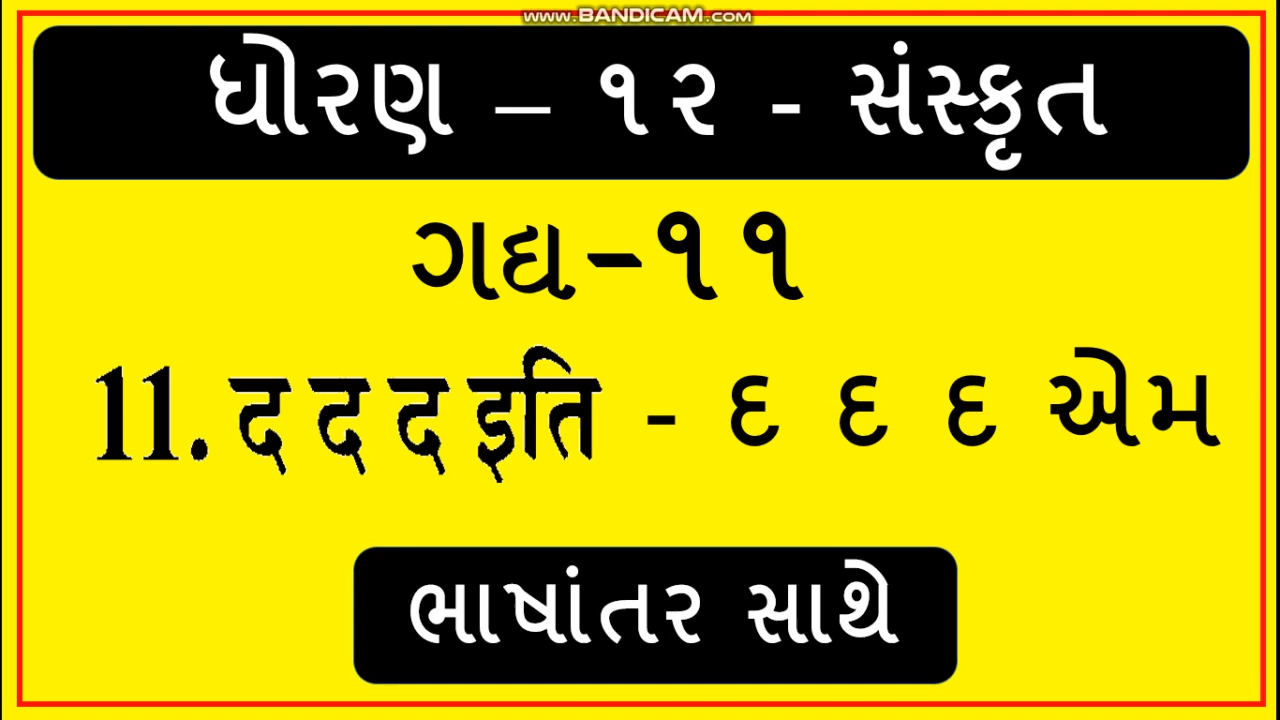 www.BANDICAM.com
ધોરણ – ૧૨ - સંસ્કૃત
ગદ્ય-૧૧
11. द द द इति - દ દ દ એમ
ભાષાંતર સાથે